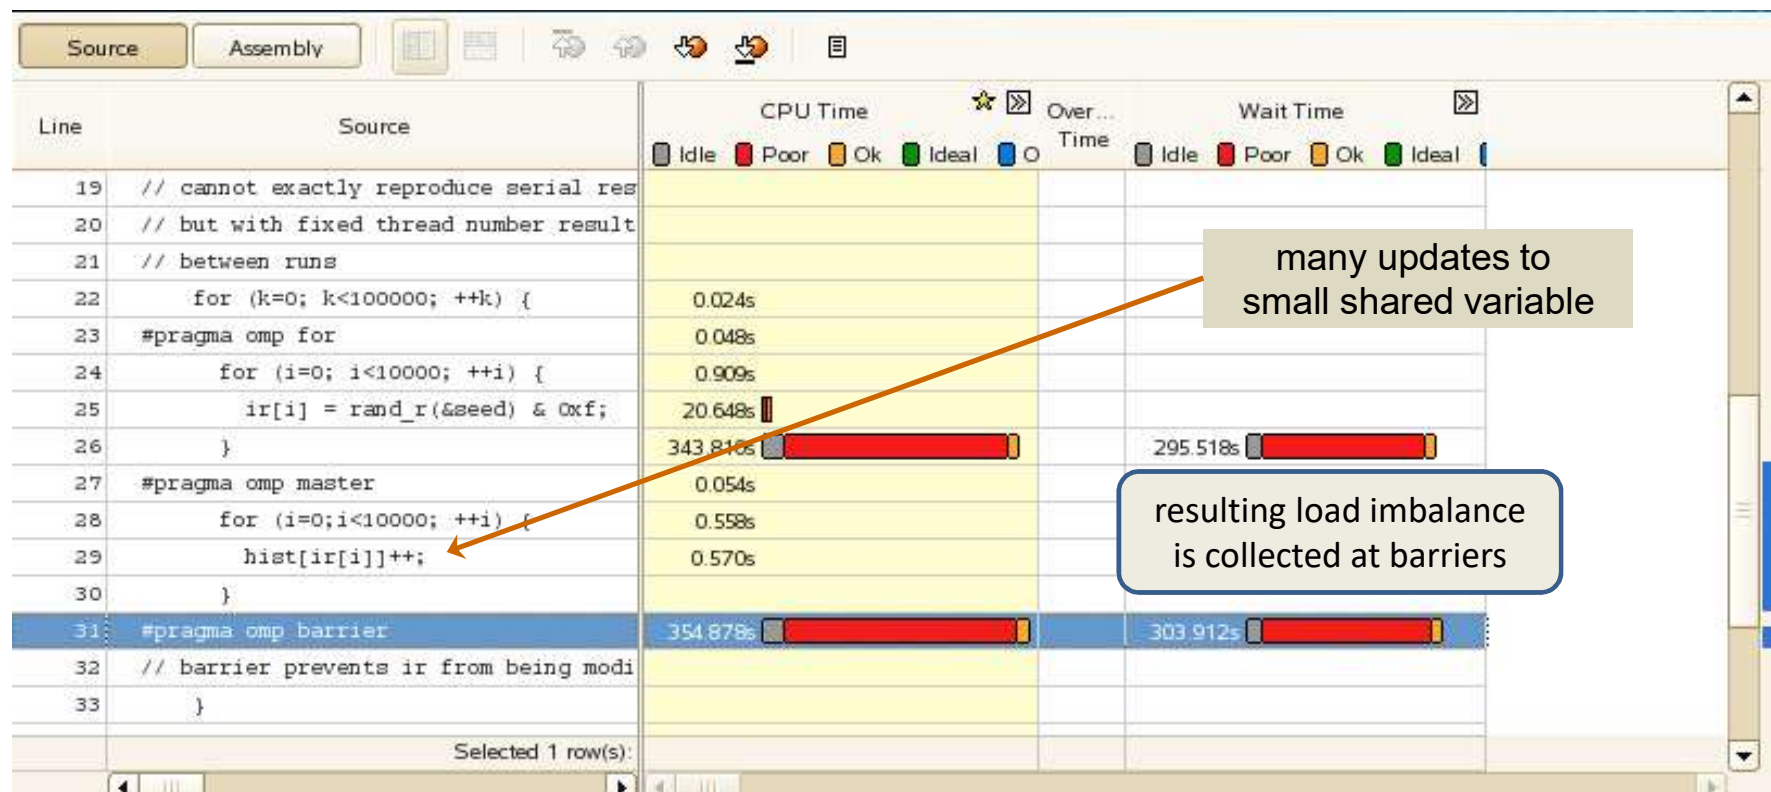 Source Assembly
Line Source CPU Time Over... Time Wait Time
Idle Poor Ok Ideal O Idle Poor Ok Ideal
19 // cannot exactly reproduce serial res
20 // but with fixed thread number result
21 // between runs
many updates to
small shared variable
22 for (k=0; k<100000; ++k) { 0.024s
23 #pragma omp for 0.048s
24 for (i=0; i<10000; ++i) { 0.909s
25 ir[i] = rand_r(&seed) & 0xf; 20.648s
26 } 343.810s 295.518s
27 #pragma omp master 0.054s
28 for (i=0;i<10000; ++i) { 0.558s
29 hist[ir[i]]++; 0.570s
resulting load imbalance
is collected at barriers
30 }
31 #pragma omp barrier 354.878s 303.912s
32 // barrier prevents ir from being modi
33 }
Selected 1 row(s):